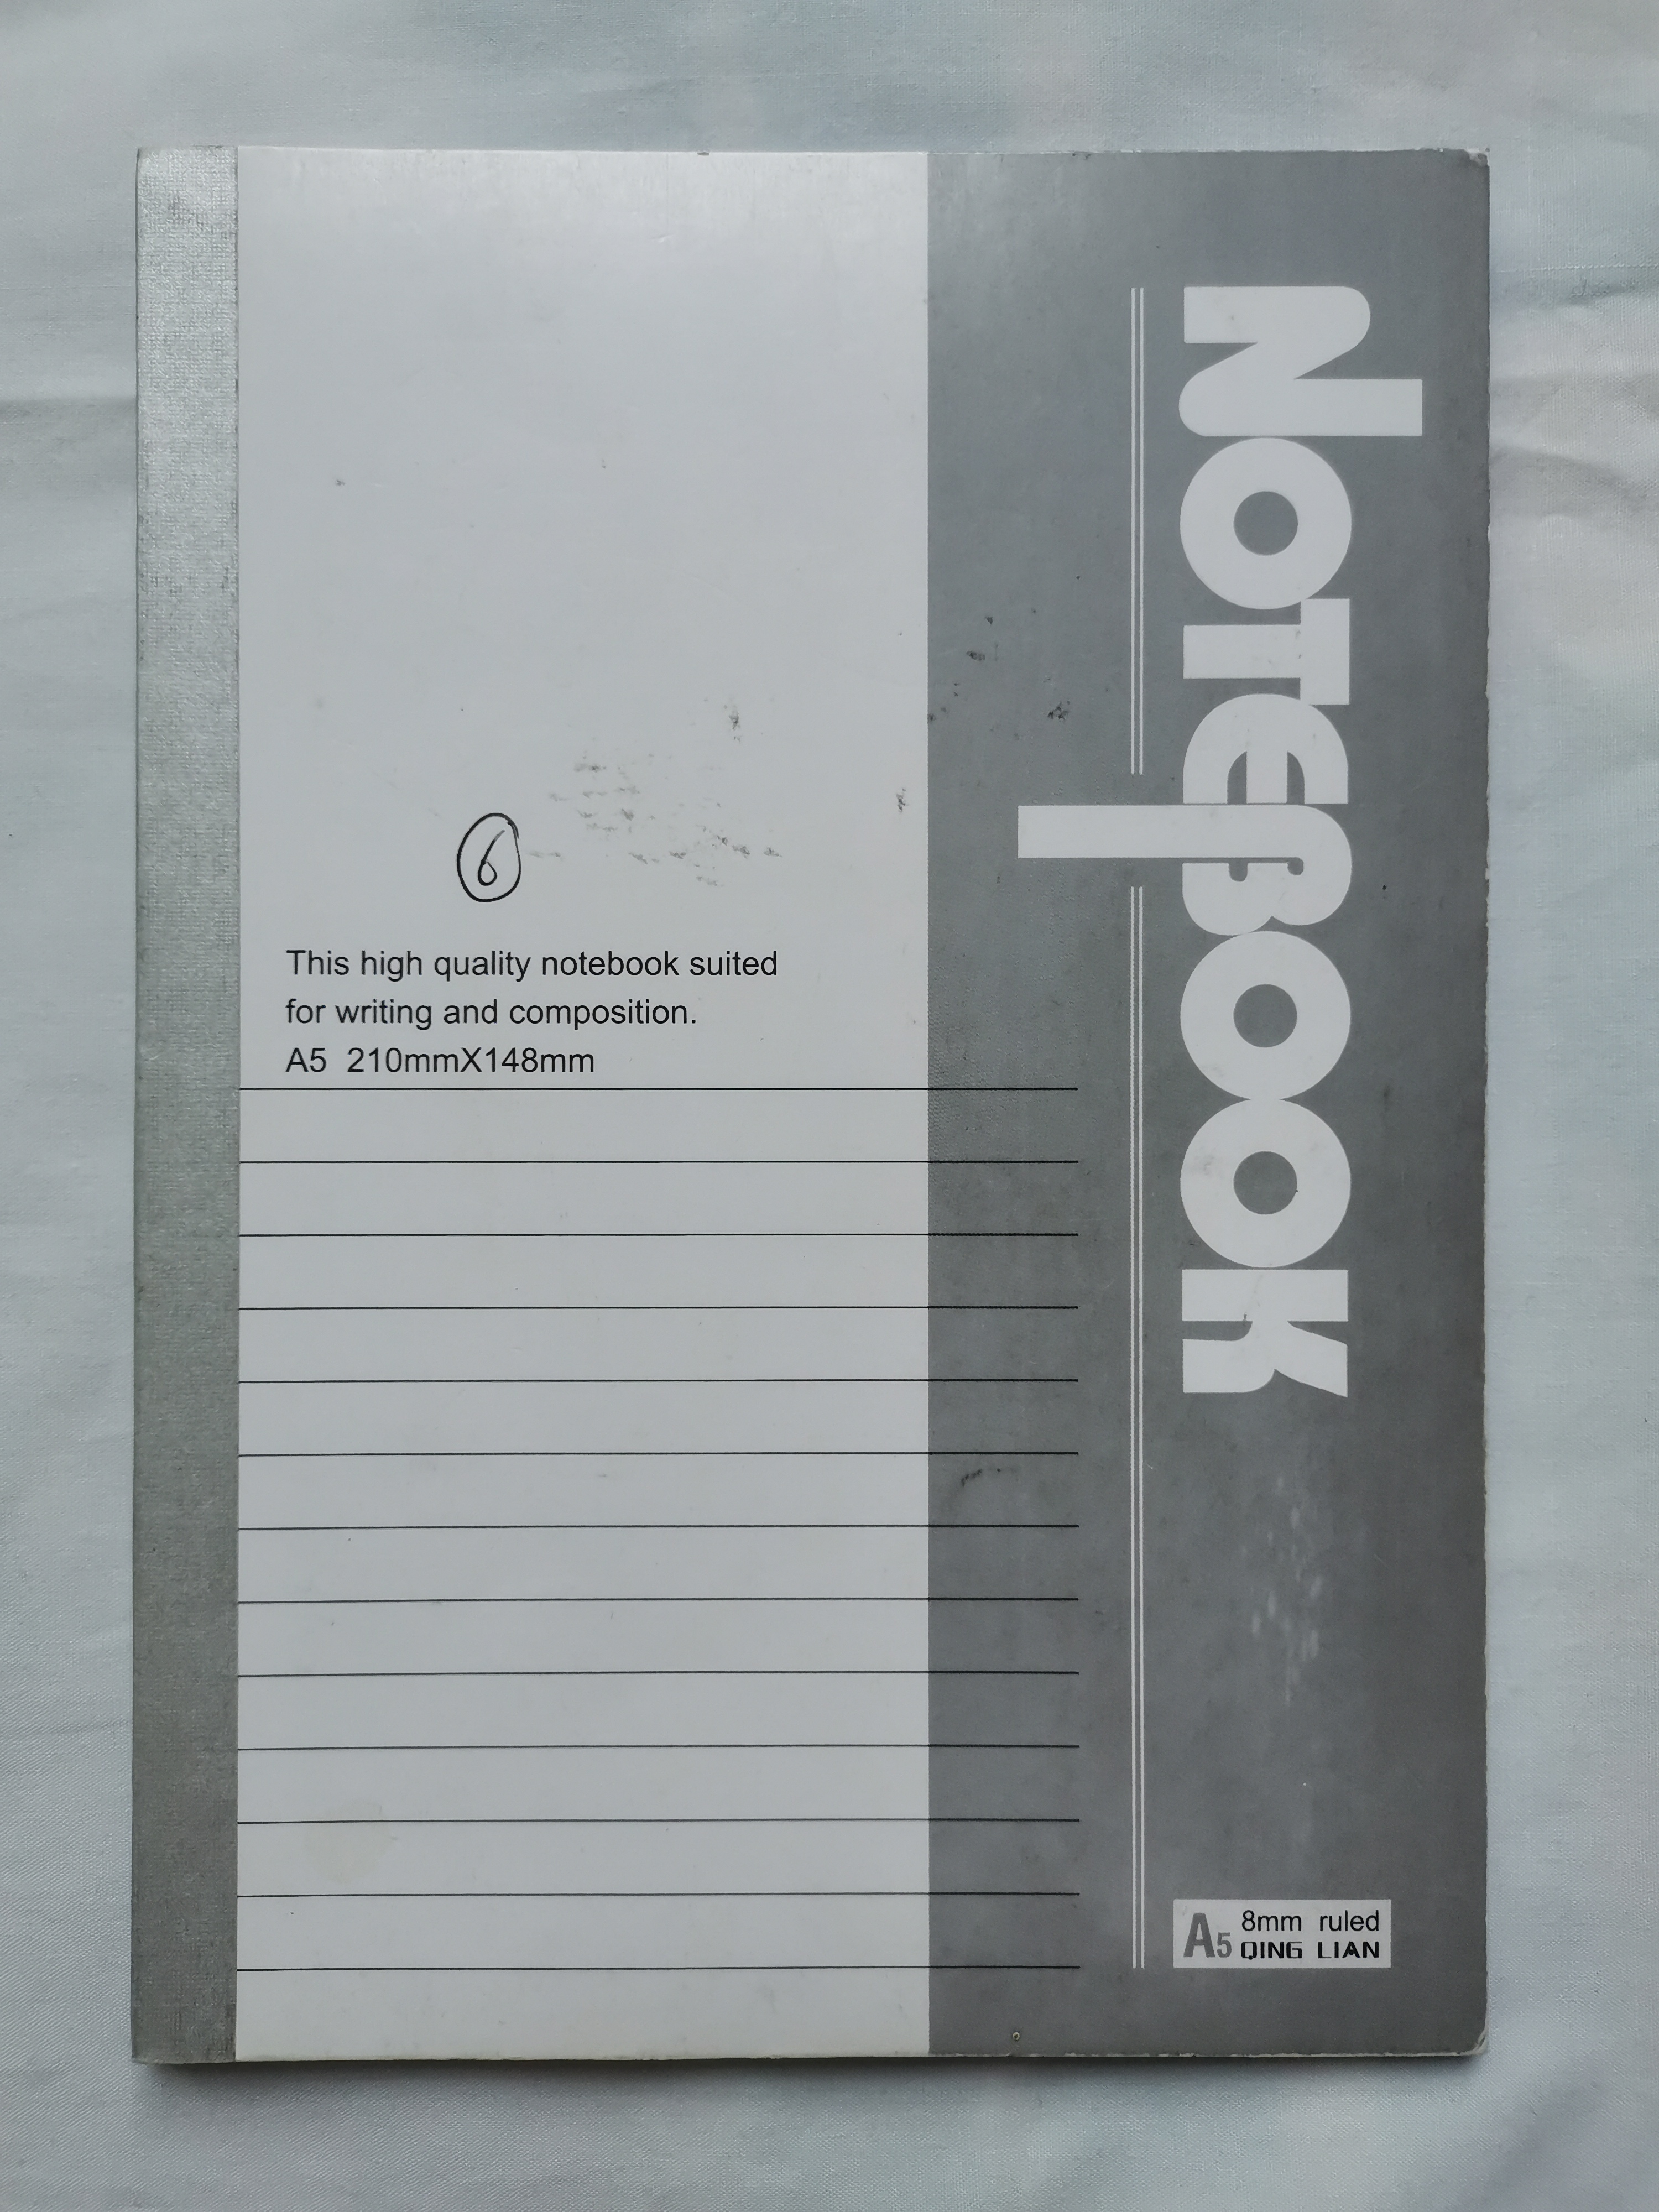 NOTEBOOK
6
This high quality notebook suited
for writing and composition.
A5 210mmX148mm
A5 8mm ruled
QING LIAN